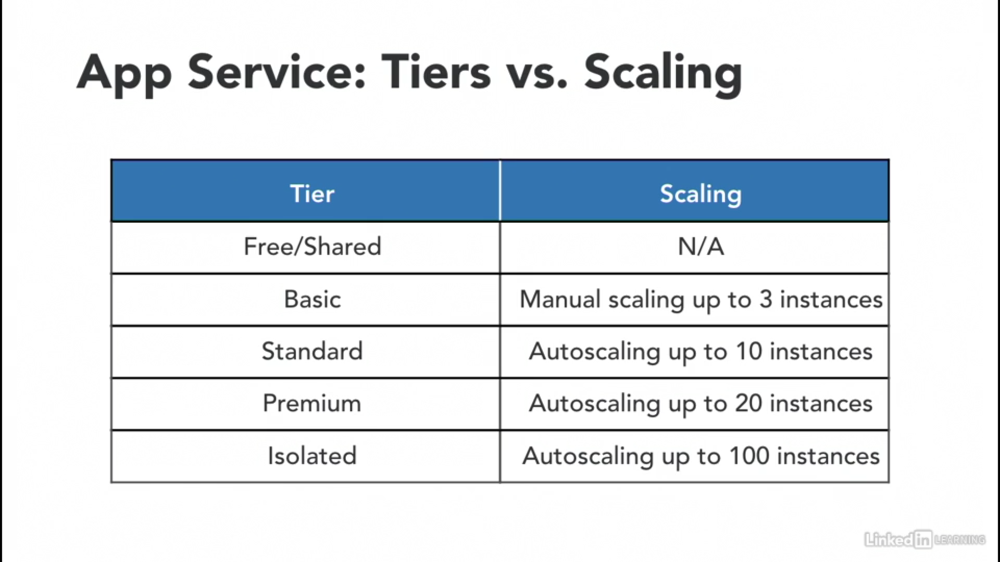 App Service: Tiers vs. Scaling
Tier Scaling
Free/Shared N/A
Basic Manual scaling up to 3 instances
Standard Autoscaling up to 10 instances
Premium Autoscaling up to 20 instances
Isolated Autoscaling up to 100 instances
Linked in LEARNING